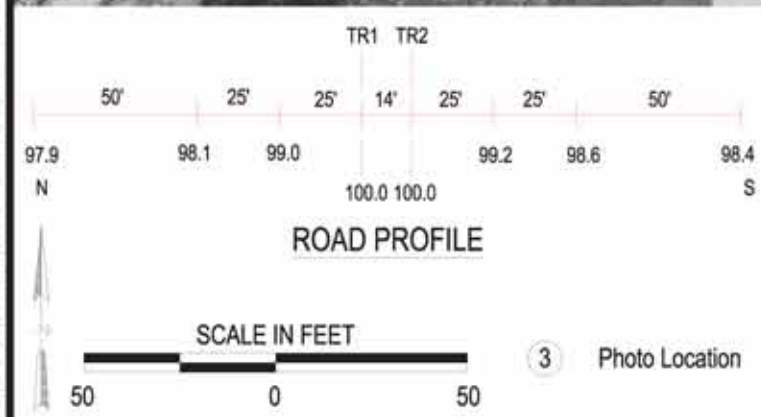 TR1 TR2
50' 25' 25' 14' 25' 25' 50'
97.9 98.1 99.0 99.2 98.6 98.4
N S
100.0 100.0
ROAD PROFILE
SCALE IN FEET
3 Photo Location
50 0 50